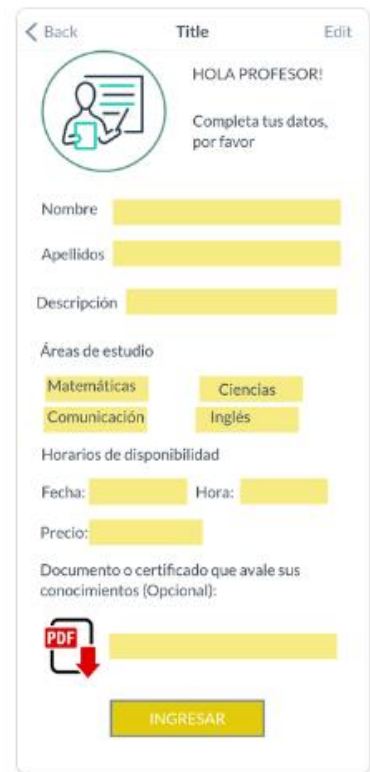 Back Title Edit
HOLA PROFESOR!
Completa tus datos,
por favor
Nombre
Apellidos
Descripción
Áreas de estudio
Matemáticas Ciencias
Comunicación Inglés
Horarios de disponibilidad
Fecha: Hora:
Precio:
Documento o certificado que avale sus
conocimientos (Opcional):
PDF
INGRESAR